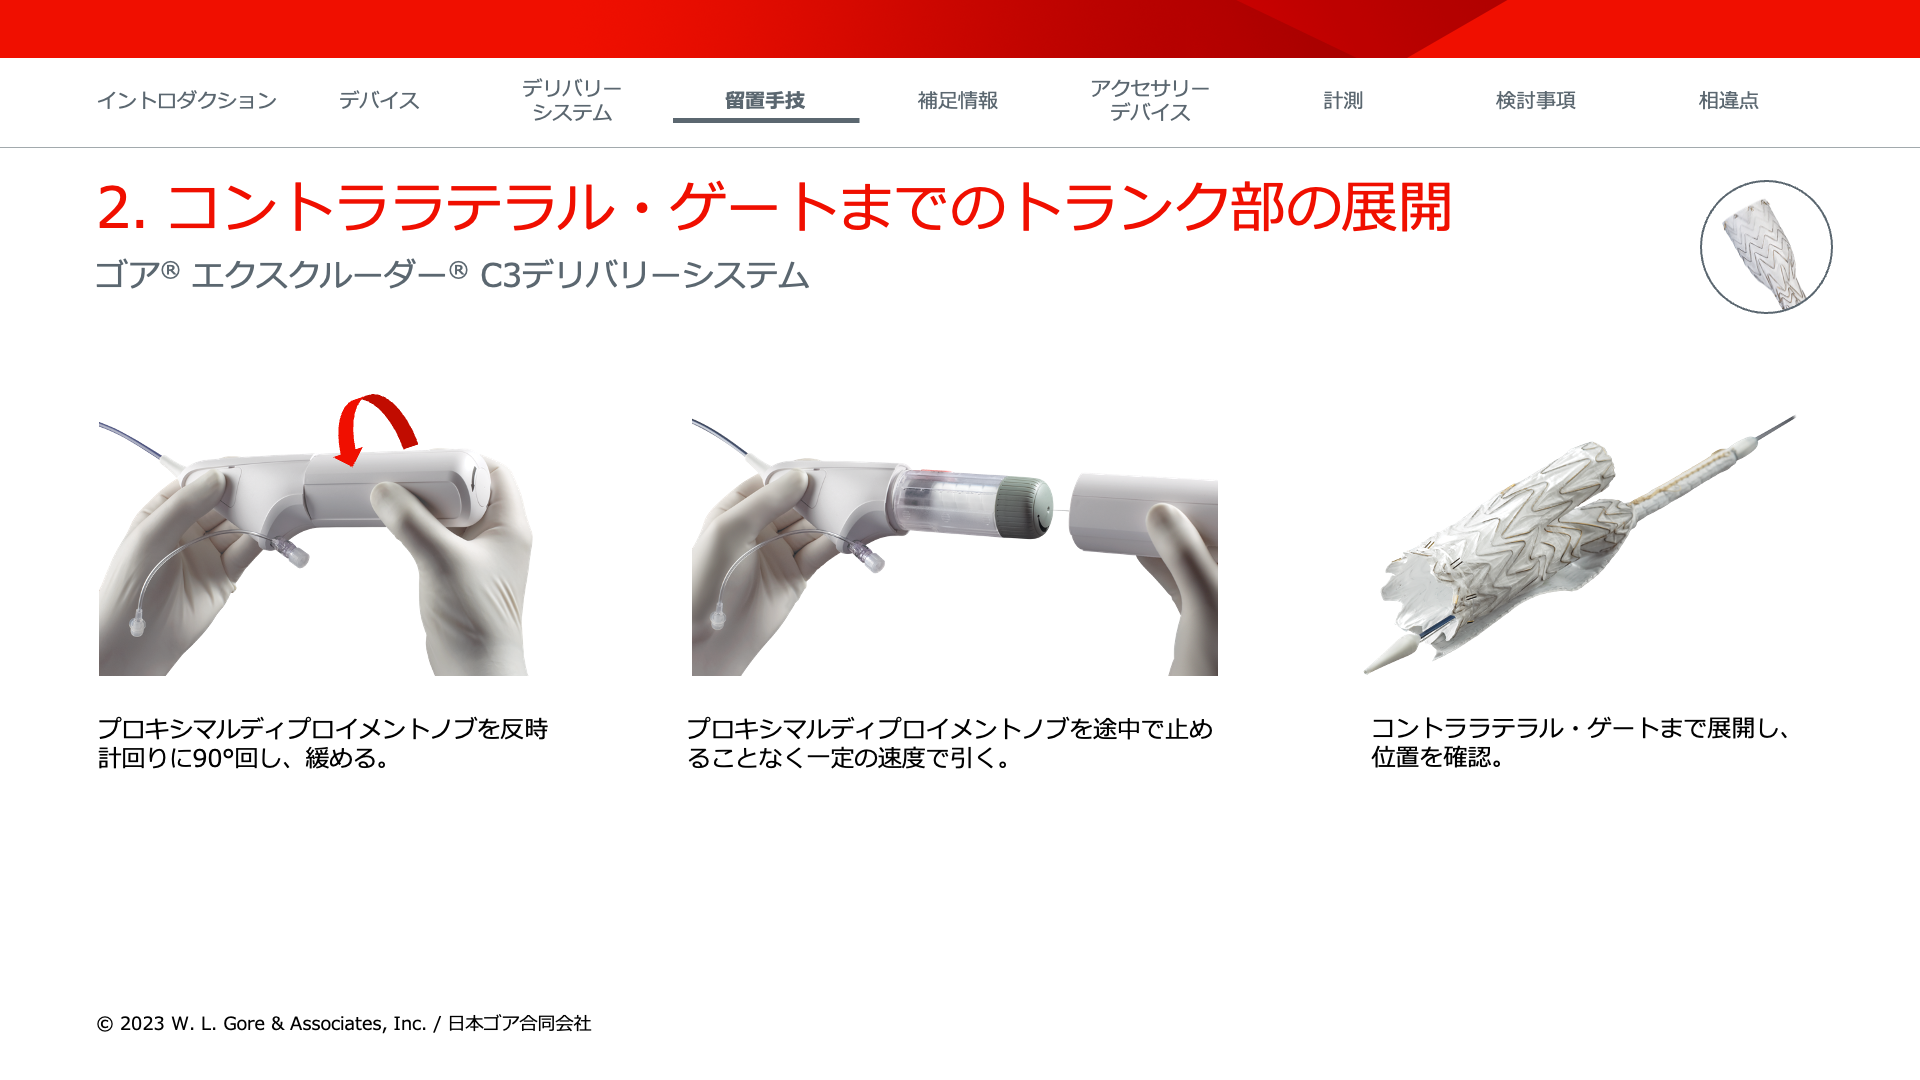 イントロダクション
デバイス
デリバリー
システム
留置手技
補足情報
アクセサリー
デバイス
計測
検討事項
相違点
2. コントララテラル・ゲートまでのトランク部の展開
ゴア® エクスクルーダー® C3デリバリーシステム
プロキシマルディプロイメントノブを反時
計回りに90°回し、緩める。
プロキシマルディプロイメントノブを途中で止め
ることなく一定の速度で引く。
コントララテラル・ゲートまで展開し、
位置を確認。
© 2023 W. L. Gore & Associates, Inc. / 日本ゴア合同会社